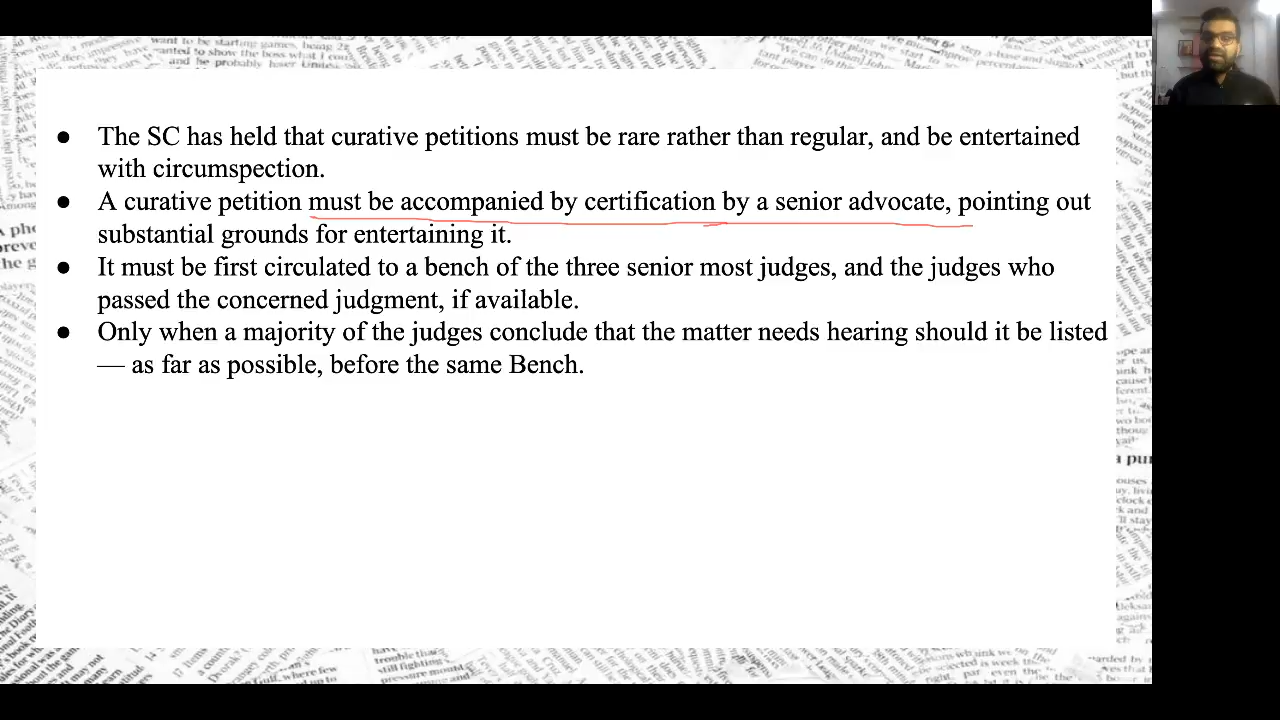 ● The SC has held that curative petitions must be rare rather than regular, and be entertained
with circumspection.
● A curative petition must be accompanied by certification by a senior advocate, pointing out
substantial grounds for entertaining it.
● It must be first circulated to a bench of the three senior most judges, and the judges who
passed the concerned judgment, if available.
● Only when a majority of the judges conclude that the matter needs hearing should it be listed
— as far as possible, before the same Bench.